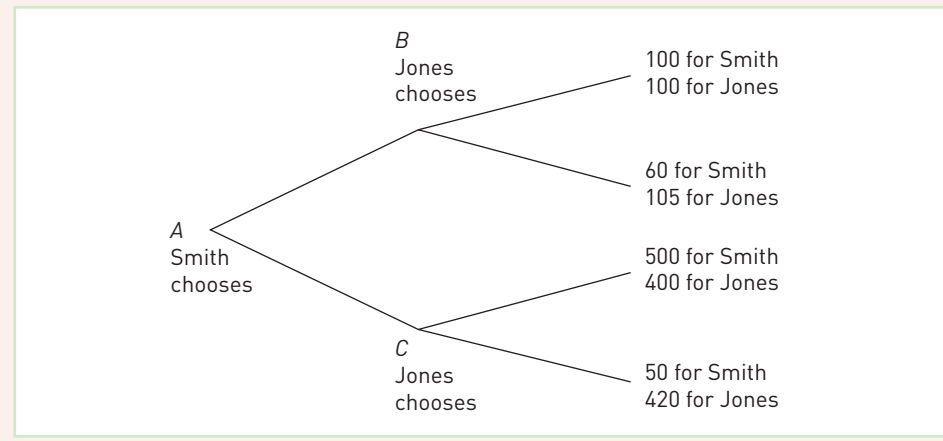 B
Jones
chooses
100 for Smith
100 for Jones
60 for Smith
105 for Jones
A
Smith
chooses
500 for Smith
400 for Jones
C
Jones
chooses
50 for Smith
420 for Jones